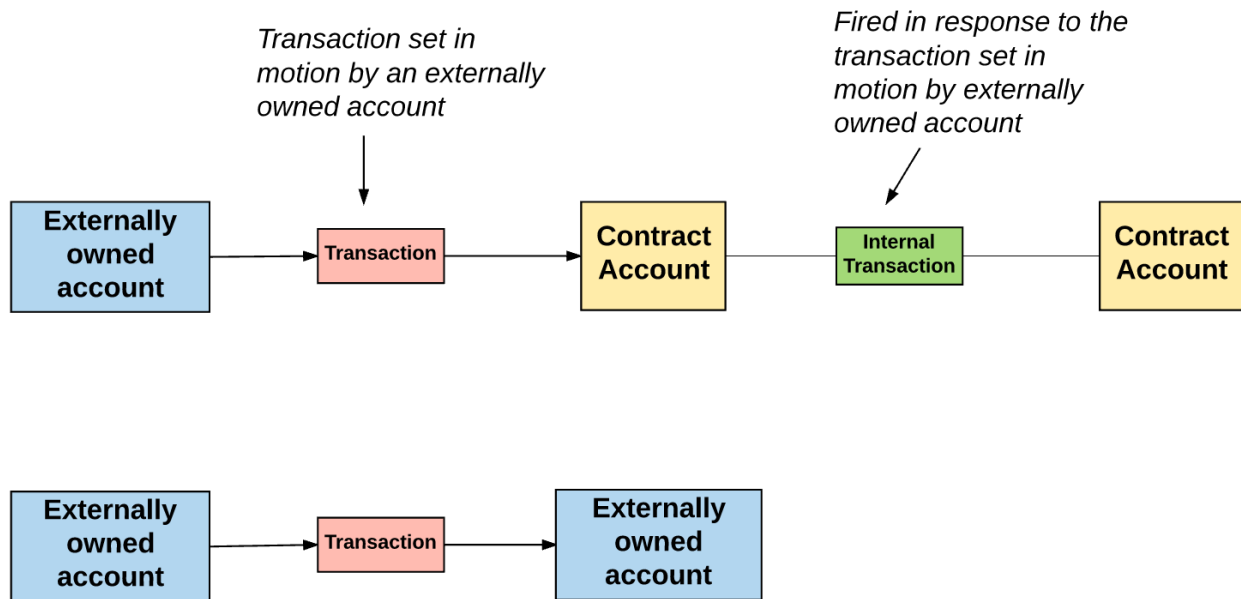 Transaction set in
motion by an externally
owned account
Fired in response to the
transaction set in
motion by externally
owned account
Externally
owned
account
Transaction
Contract
Account
Internal
Transaction
Contract
Account
Externally
owned
account
Transaction
Externally
owned
account